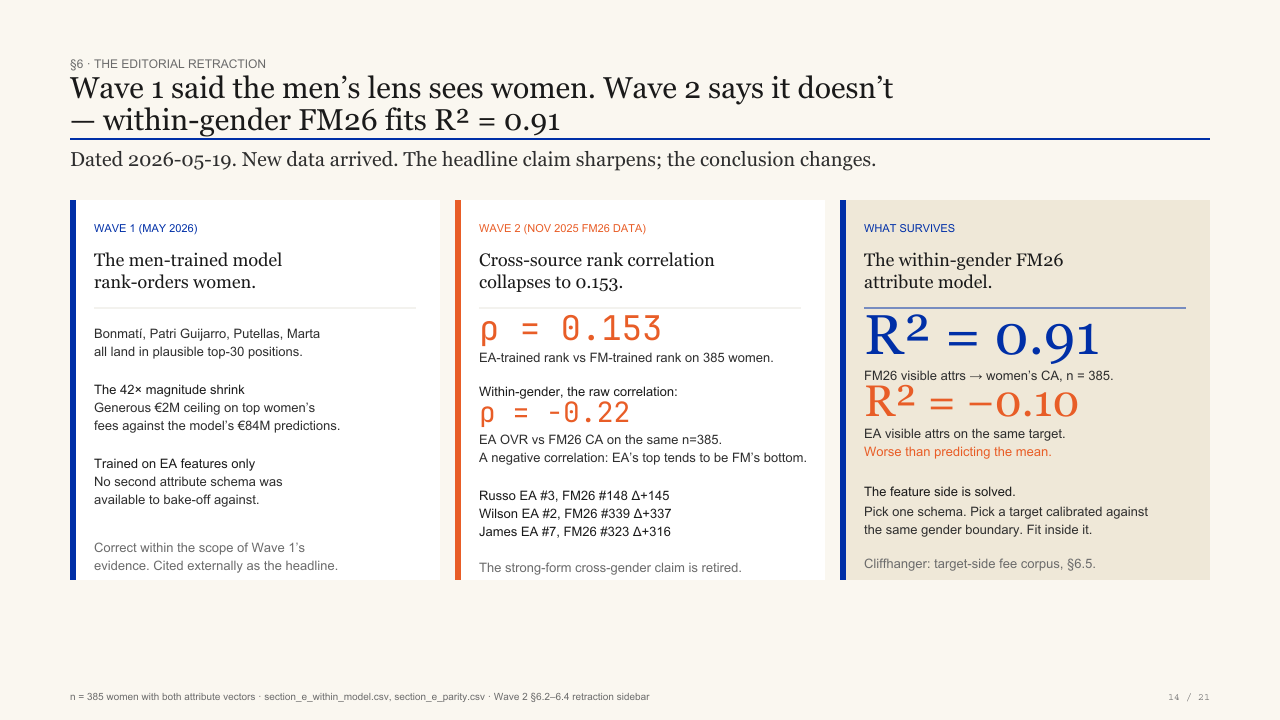 §6 · THE EDITORIAL RETRACTION
Wave 1 said the men’s lens sees women. Wave 2 says it doesn’t
— within-gender FM26 fits R² = 0.91
Dated 2026-05-19. New data arrived. The headline claim sharpens; the conclusion changes.
WAVE 1 (MAY 2026)
The men-trained model
rank-orders women.
Bonmatí, Patri Guijarro, Putellas, Marta
all land in plausible top-30 positions.
The 42× magnitude shrink
Generous €2M ceiling on top women’s
fees against the model’s €84M predictions.
Trained on EA features only
No second attribute schema was
available to bake-off against.
Correct within the scope of Wave 1’s
evidence. Cited externally as the headline.
WAVE 2 (NOV 2025 FM26 DATA)
Cross-source rank correlation
collapses to 0.153.
ρ = 0.153
EA-trained rank vs FM-trained rank on 385 women.
Within-gender, the raw correlation:
ρ = -0.22
EA OVR vs FM26 CA on the same n=385.
A negative correlation: EA’s top tends to be FM’s bottom.
Russo EA #3, FM26 #148 Δ+145
Wilson EA #2, FM26 #339 Δ+337
James EA #7, FM26 #323 Δ+316
The strong-form cross-gender claim is retired.
WHAT SURVIVES
The within-gender FM26
attribute model.
R² = 0.91
FM26 visible attrs → women’s CA, n = 385.
R² = −0.10
EA visible attrs on the same target.
Worse than predicting the mean.
The feature side is solved.
Pick one schema. Pick a target calibrated against
the same gender boundary. Fit inside it.
Cliffhanger: target-side fee corpus, §6.5.
n = 385 women with both attribute vectors · section_e_within_model.csv, section_e_parity.csv · Wave 2 §6.2–6.4 retraction sidebar
14 / 21